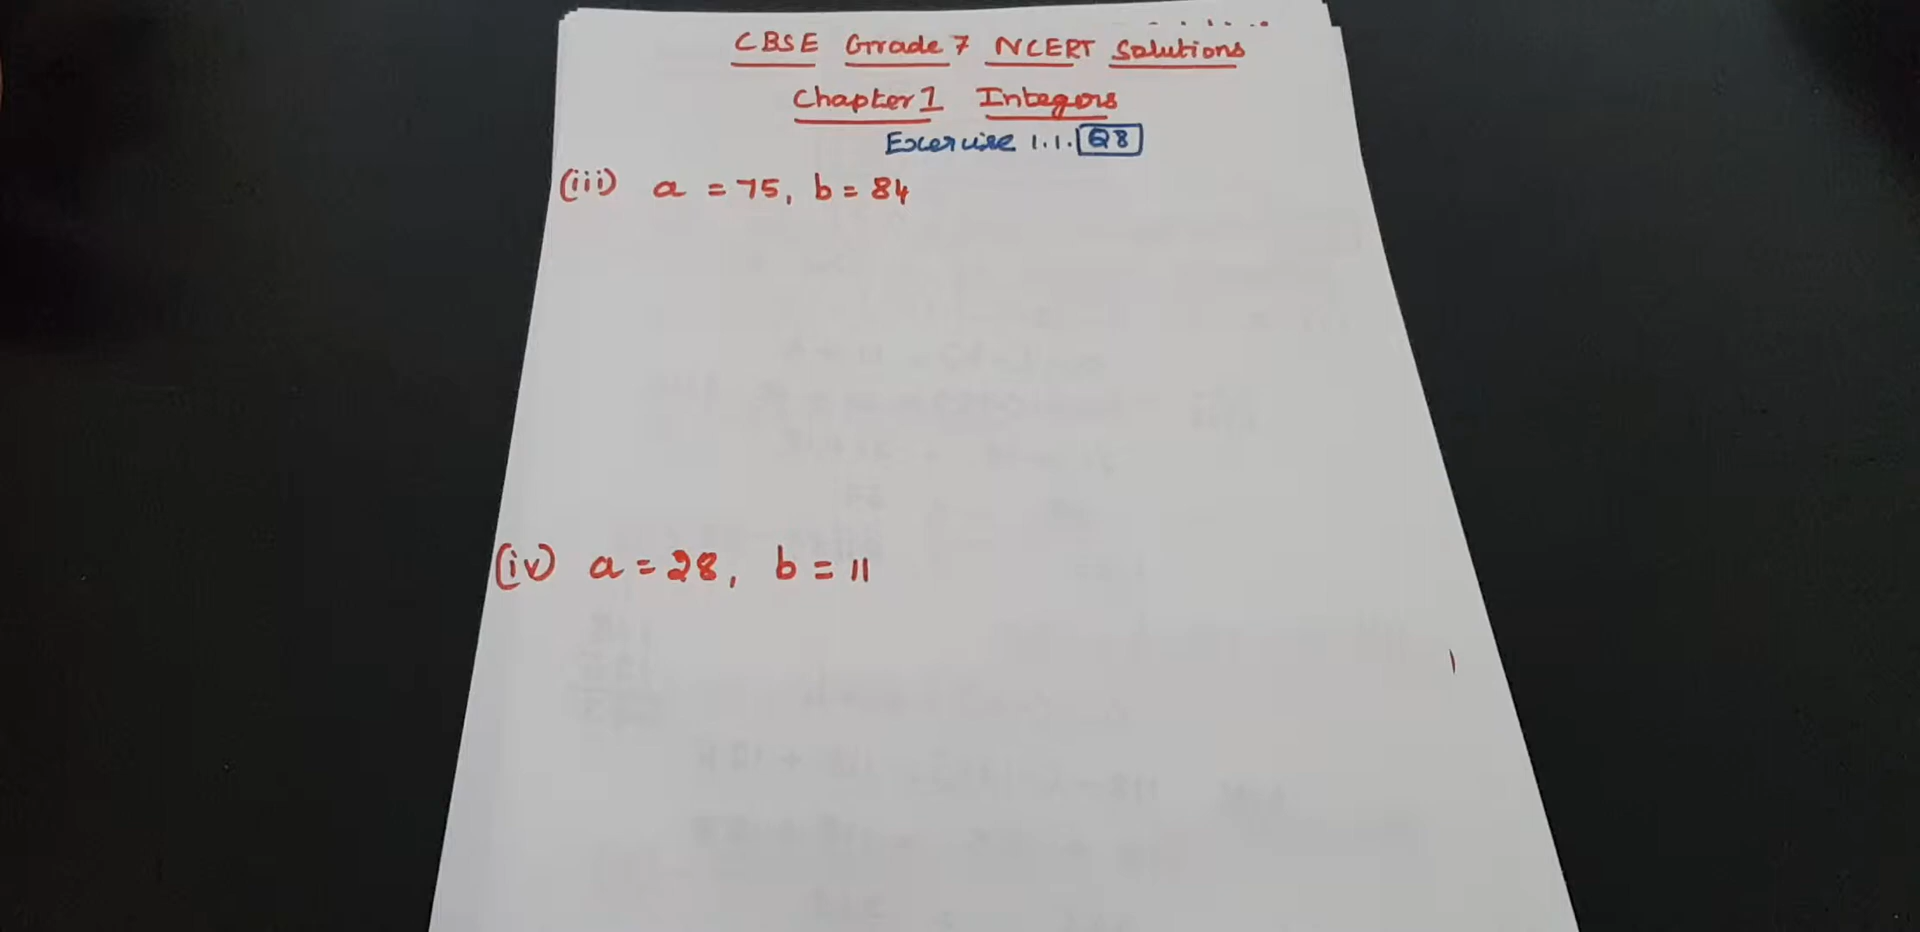 CBSE Grade 7 NCERT Solutions
Chapter 1 Integers
Exercise 1.1. Q8
(iii) a = 75, b = 84
(iv) a = 28, b = 11